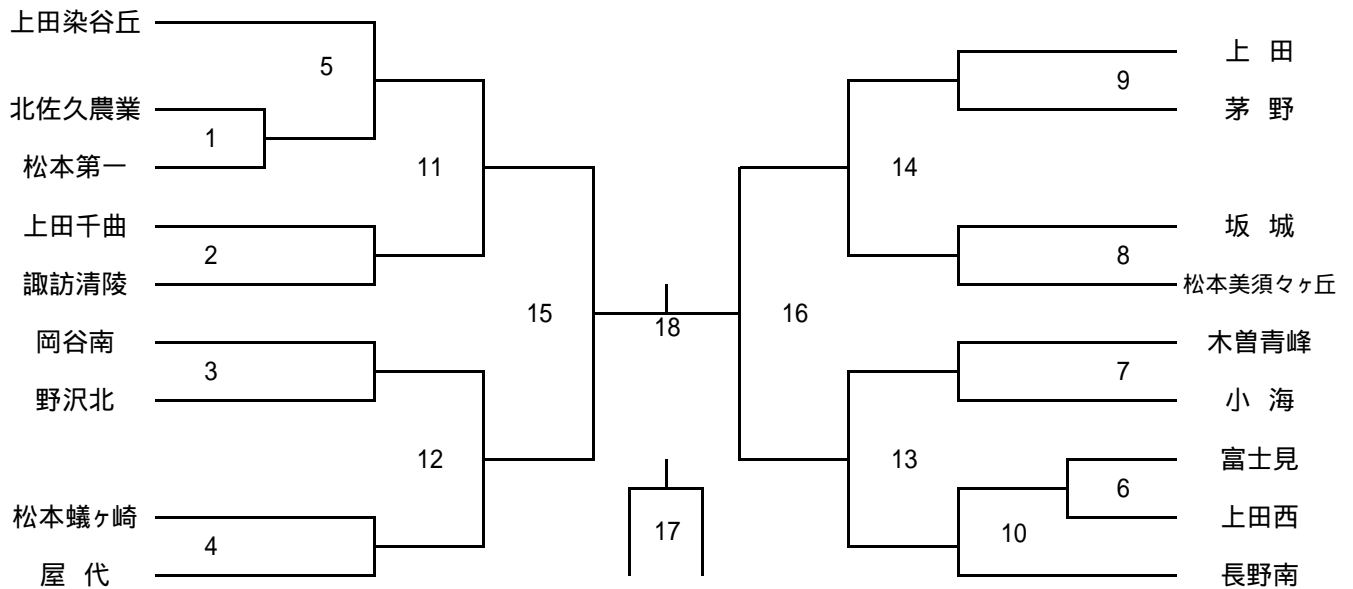 上田染谷丘
5
北佐久農業
1
松本第一
11
上田千曲
2
諏訪清陵
15
岡谷南
3
野沢北
12
松本蟻ヶ崎
4
屋 代
18
17
上 田
9
茅 野
14
坂 城
8
松本美須々ヶ丘
16
木曽青峰
7
小 海
13
富士見
6
上田西
10
長野南